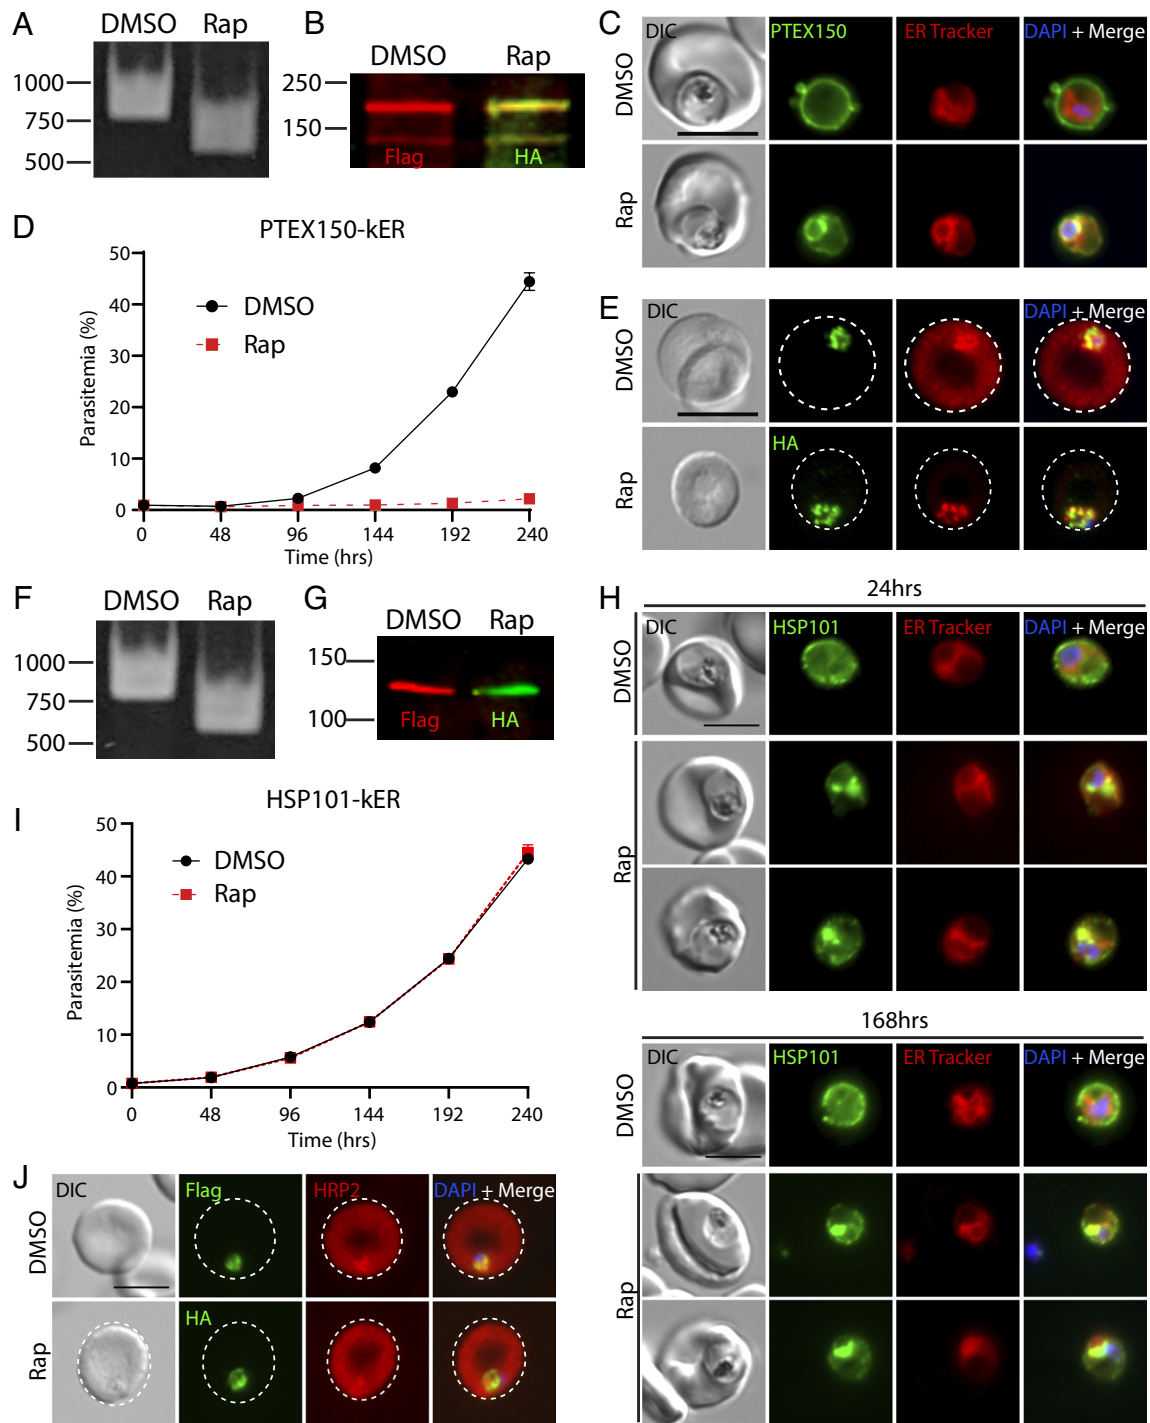 A
DMSO Rap
1000
750
500
B
DMSO Rap
250
150
Flag HA
C
DIC PTEX150 ER Tracker DAPI + Merge
DMSO
Rap
D
PTEX150-kER
Parasitemia (%)
50
40
30
20
10
0
DMSO
Rap
0 48 96 144 192 240
Time (hrs)
E
DIC DAPI + Merge
DMSO
HA
Rap
F
DMSO Rap
1000
750
500
G
DMSO Rap
150
100
Flag HA
H
24hrs
DIC HSP101 ER Tracker DAPI + Merge
DMSO
Rap
168hrs
DIC HSP101 ER Tracker DAPI + Merge
DMSO
Rap
I
HSP101-kER
Parasitemia (%)
50
40
30
20
10
0
DMSO
Rap
0 48 96 144 192 240
Time (hrs)
J
DIC Flag HRP2 DAPI + Merge
DMSO
HA
Rap